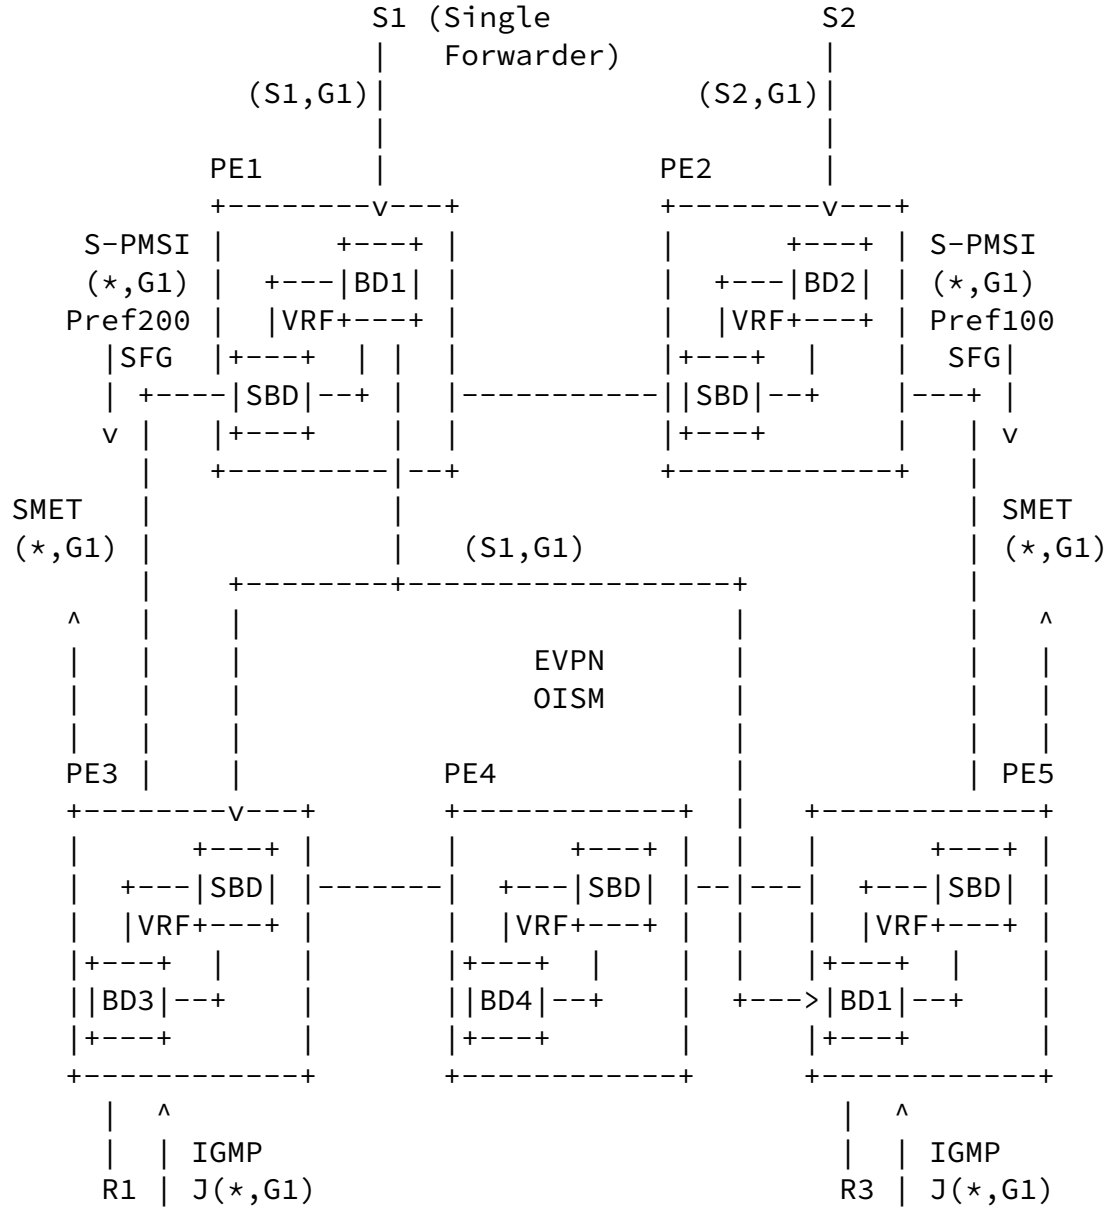 S1 (Single S2
Forwarder)
(S1,G1) (S2,G1)
PE1 PE2
S-PMSI S-PMSI
(*,G1) BD1 BD2 (*,G1)
Pref200 VRF VRF Pref100
SFG SFG
SBD SBD
SMET SMET
(*,G1) (S1,G1) (*,G1)
EVPN
OISM
PE3 PE4 PE5
SBD SBD SBD
VRF VRF VRF
BD3 BD4 BD1
IGMP IGMP
R1 J(*,G1) R3 J(*,G1)